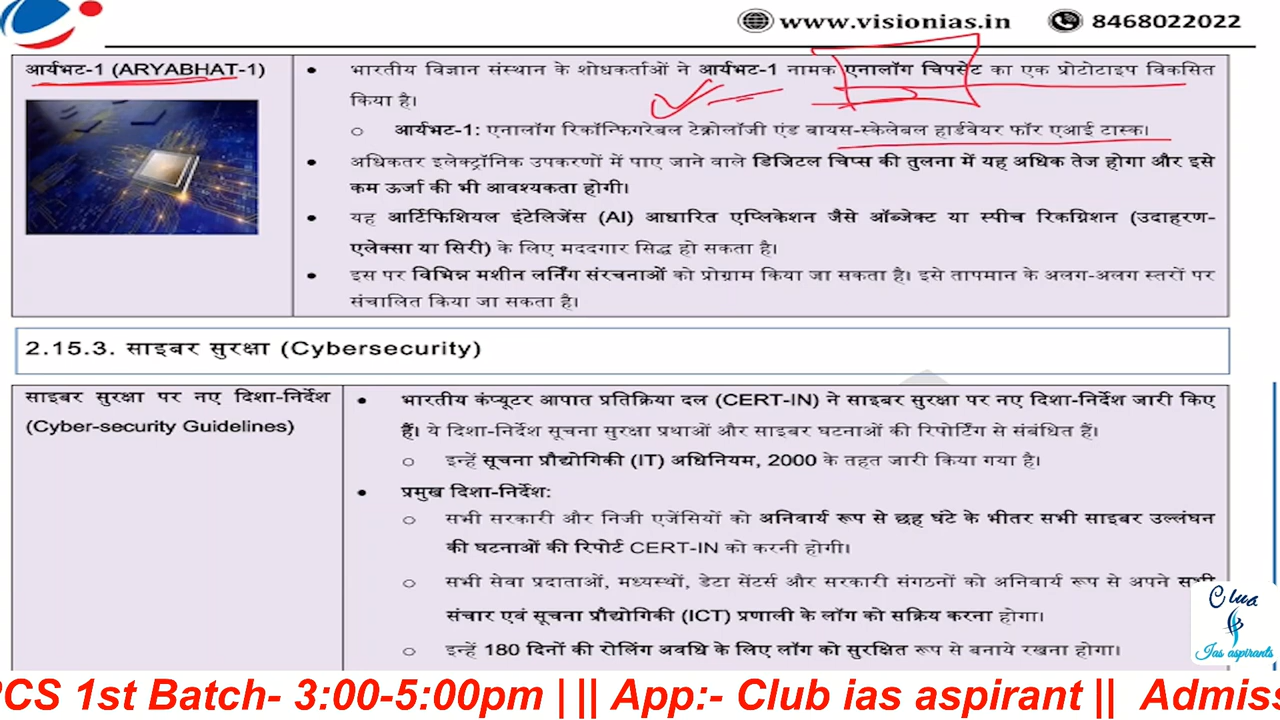 www.visionias.in
8468022022
आर्यभट-1 (ARYABHAT-1)
भारतीय विज्ञान संस्थान के शोधकर्ताओं ने आर्यभट-1 नामक एनालॉग चिपसेट का एक प्रोटोटाइप विकसित
किया है।
आर्यभट-1: एनालॉग रिकॉन्फिगरेबल टेक्नोलॉजी एंड बायस-स्केलेबल हार्डवेयर फॉर एआई टास्क।
अधिकतर इलेक्ट्रॉनिक उपकरणों में पाए जाने वाले डिजिटल चिप्स की तुलना में यह अधिक तेज होगा और इसे
कम ऊर्जा की भी आवश्यकता होगी।
यह आर्टिफिशियल इंटेलिजेंस (AI) आधारित एप्लिकेशन जैसे ऑब्जेक्ट या स्पीच रिकग्निशन (उदाहरण-
एलेक्सा या सिरी) के लिए मददगार सिद्ध हो सकता है।
इस पर विभिन्न मशीन लर्निंग संरचनाओं को प्रोग्राम किया जा सकता है। इसे तापमान के अलग-अलग स्तरों पर
संचालित किया जा सकता है।
2.15.3. साइबर सुरक्षा (Cybersecurity)
साइबर सुरक्षा पर नए दिशा-निर्देश
(Cyber-security Guidelines)
भारतीय कंप्यूटर आपात प्रतिक्रिया दल (CERT-IN) ने साइबर सुरक्षा पर नए दिशा-निर्देश जारी किए
हैं। ये दिशा-निर्देश सूचना सुरक्षा प्रथाओं और साइबर घटनाओं की रिपोर्टिंग से संबंधित हैं।
इन्हें सूचना प्रौद्योगिकी (IT) अधिनियम, 2000 के तहत जारी किया गया है।
प्रमुख दिशा-निर्देश:
सभी सरकारी और निजी एजेंसियों को अनिवार्य रूप से छह घंटे के भीतर सभी साइबर उल्लंघन
की घटनाओं की रिपोर्ट CERT-IN को करनी होगी।
सभी सेवा प्रदाताओं, मध्यस्थों, डेटा सेंटर्स और सरकारी संगठनों को अनिवार्य रूप से अपने सभी
संचार एवं सूचना प्रौद्योगिकी (ICT) प्रणाली के लॉग को सक्रिय करना होगा।
इन्हें 180 दिनों की रोलिंग अवधि के लिए लॉग को सुरक्षित रूप से बनाये रखना होगा।
Club
Jas aspirants
PCS 1st Batch- 3:00-5:00pm | || App:- Club ias aspirant || Admiss